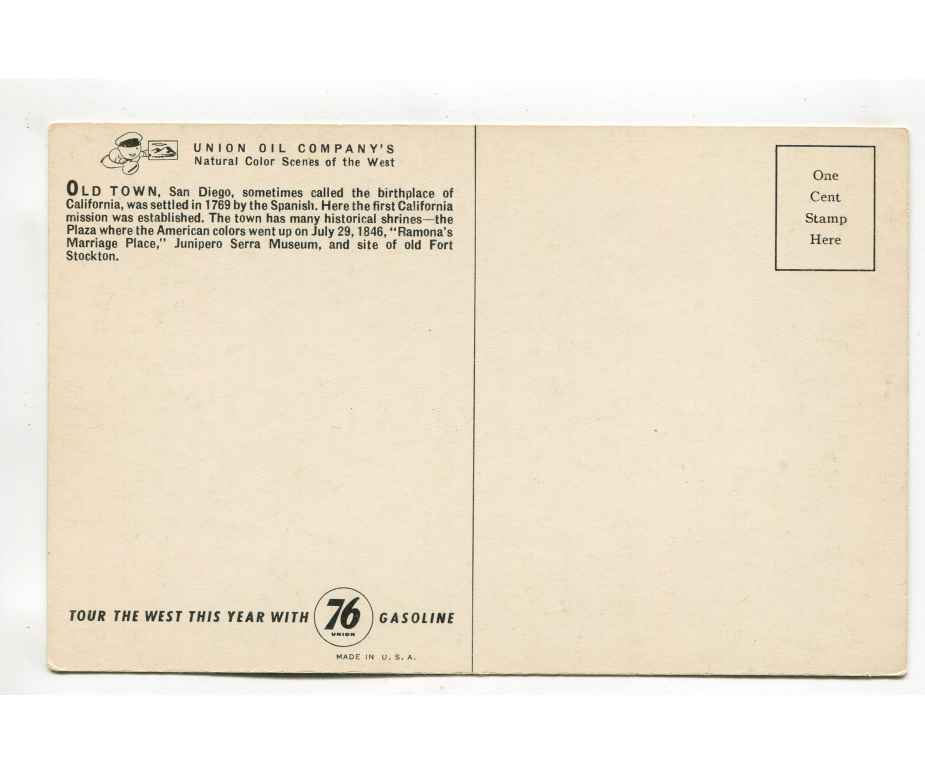 UNION OIL COMPANY'S
Natural Color Scenes of the West
OLD TOWN, San Diego, sometimes called the birthplace of
California, was settled in 1769 by the Spanish. Here the first California
mission was established. The town has many historical shrines—the
Plaza where the American colors went up on July 29, 1846, "Ramona's
Marriage Place," Junipero Serra Museum, and site of old Fort
Stockton.
One
Cent
Stamp
Here
TOUR THE WEST THIS YEAR WITH 76 GASOLINE
UNION
MADE IN U. S. A.